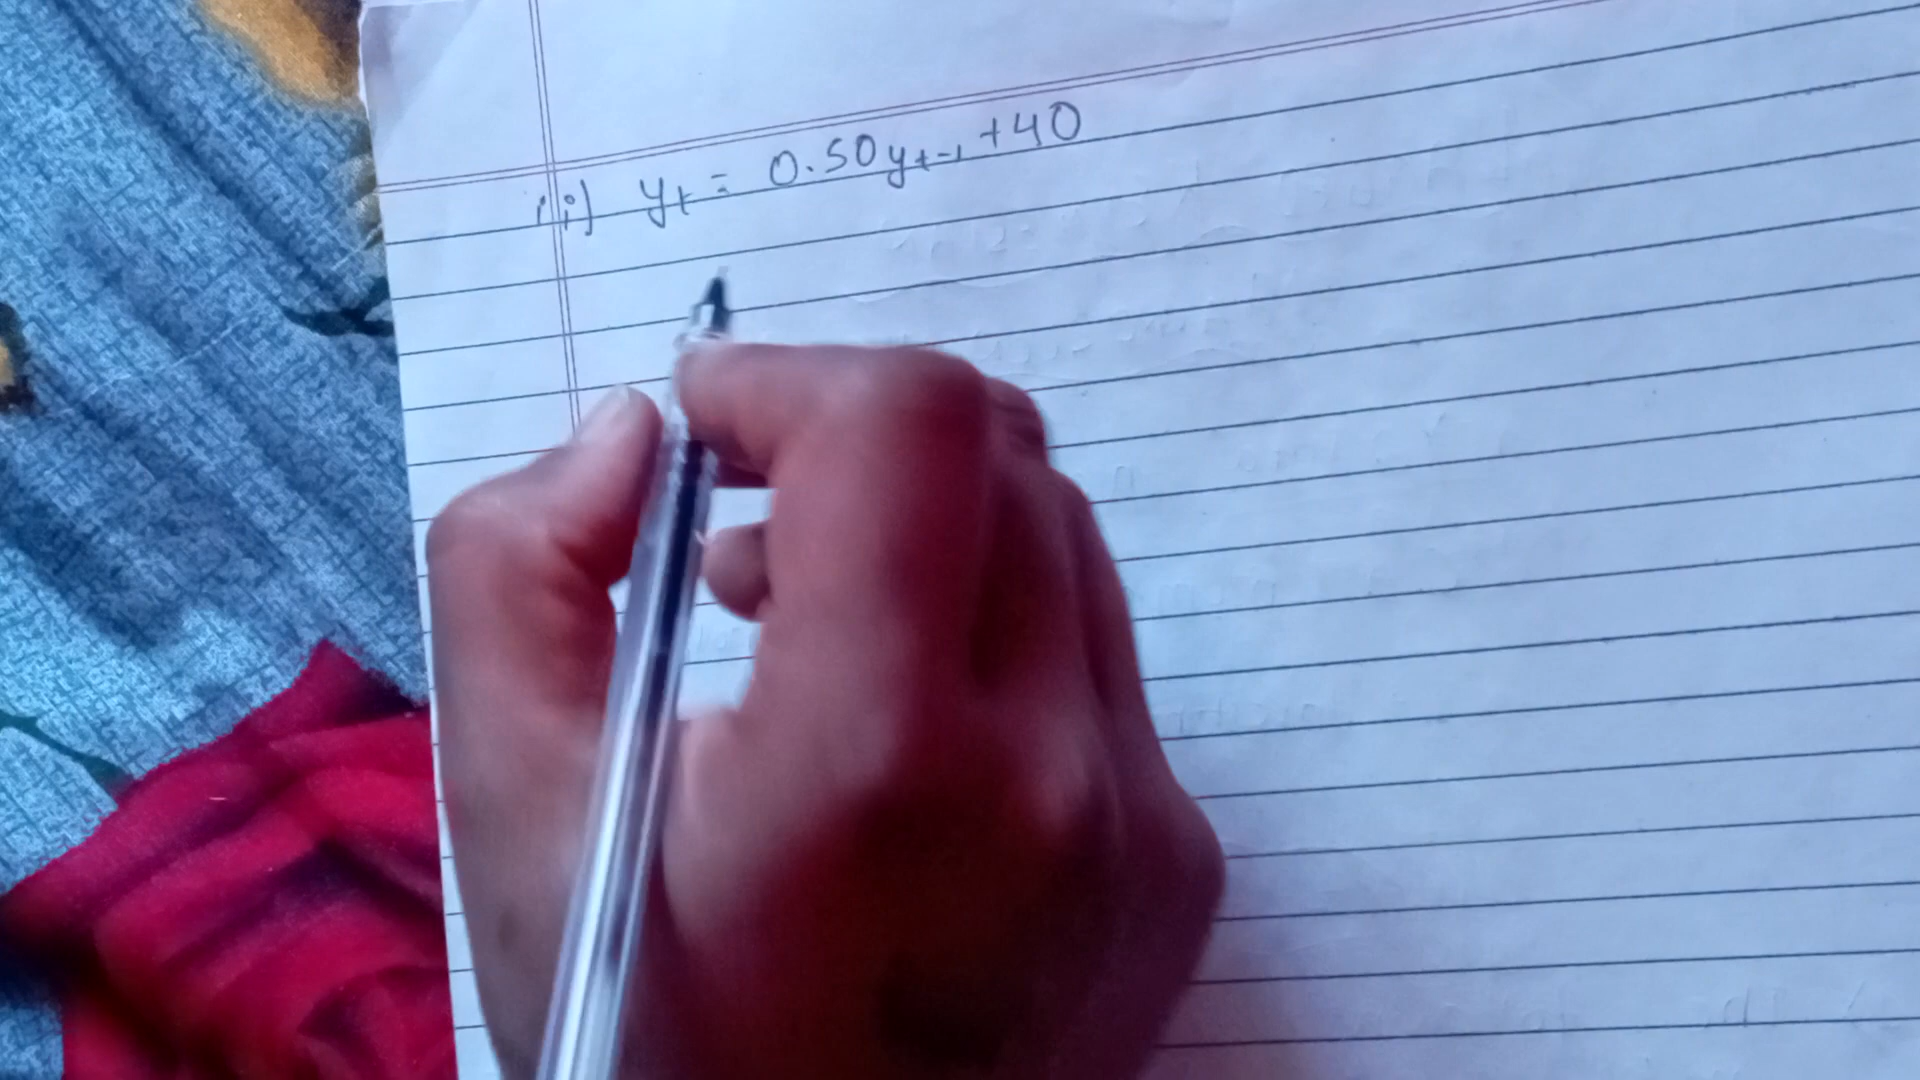 ii) yt = 0.50yt-1 +40